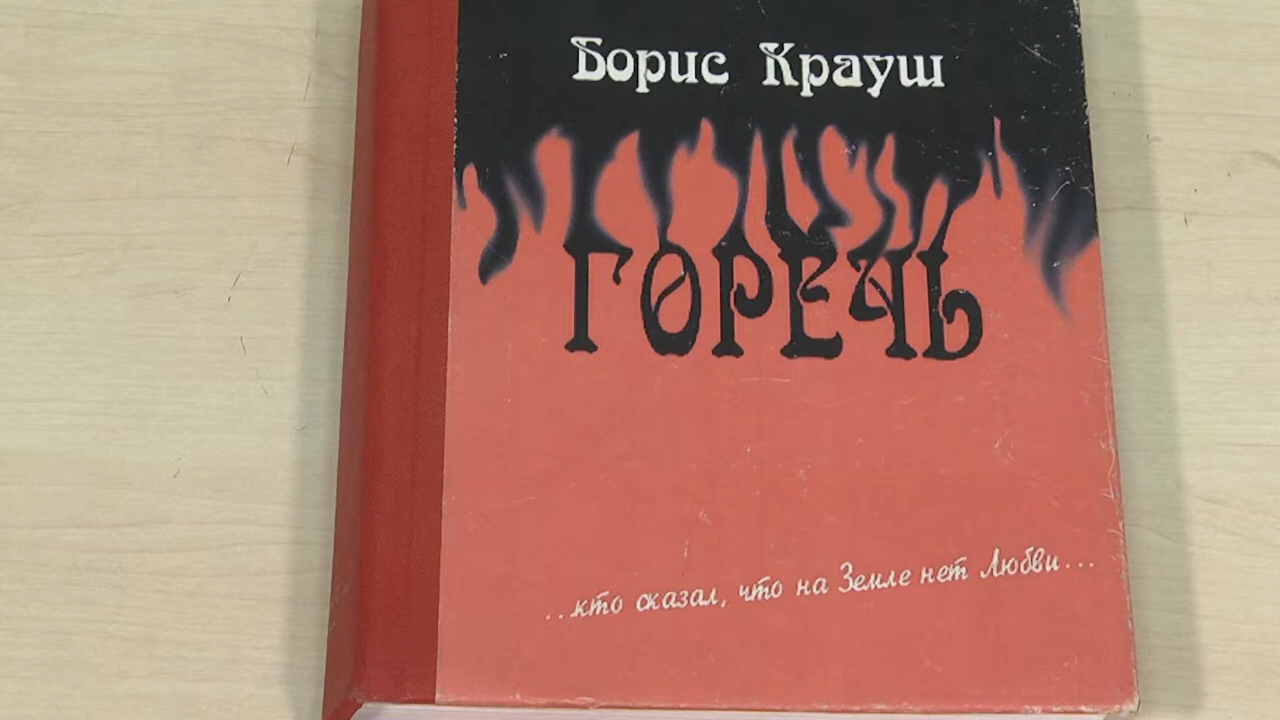 Борис Крауш
ГОРЕЧЬ
...кто сказал, что на Земле нет Любви...